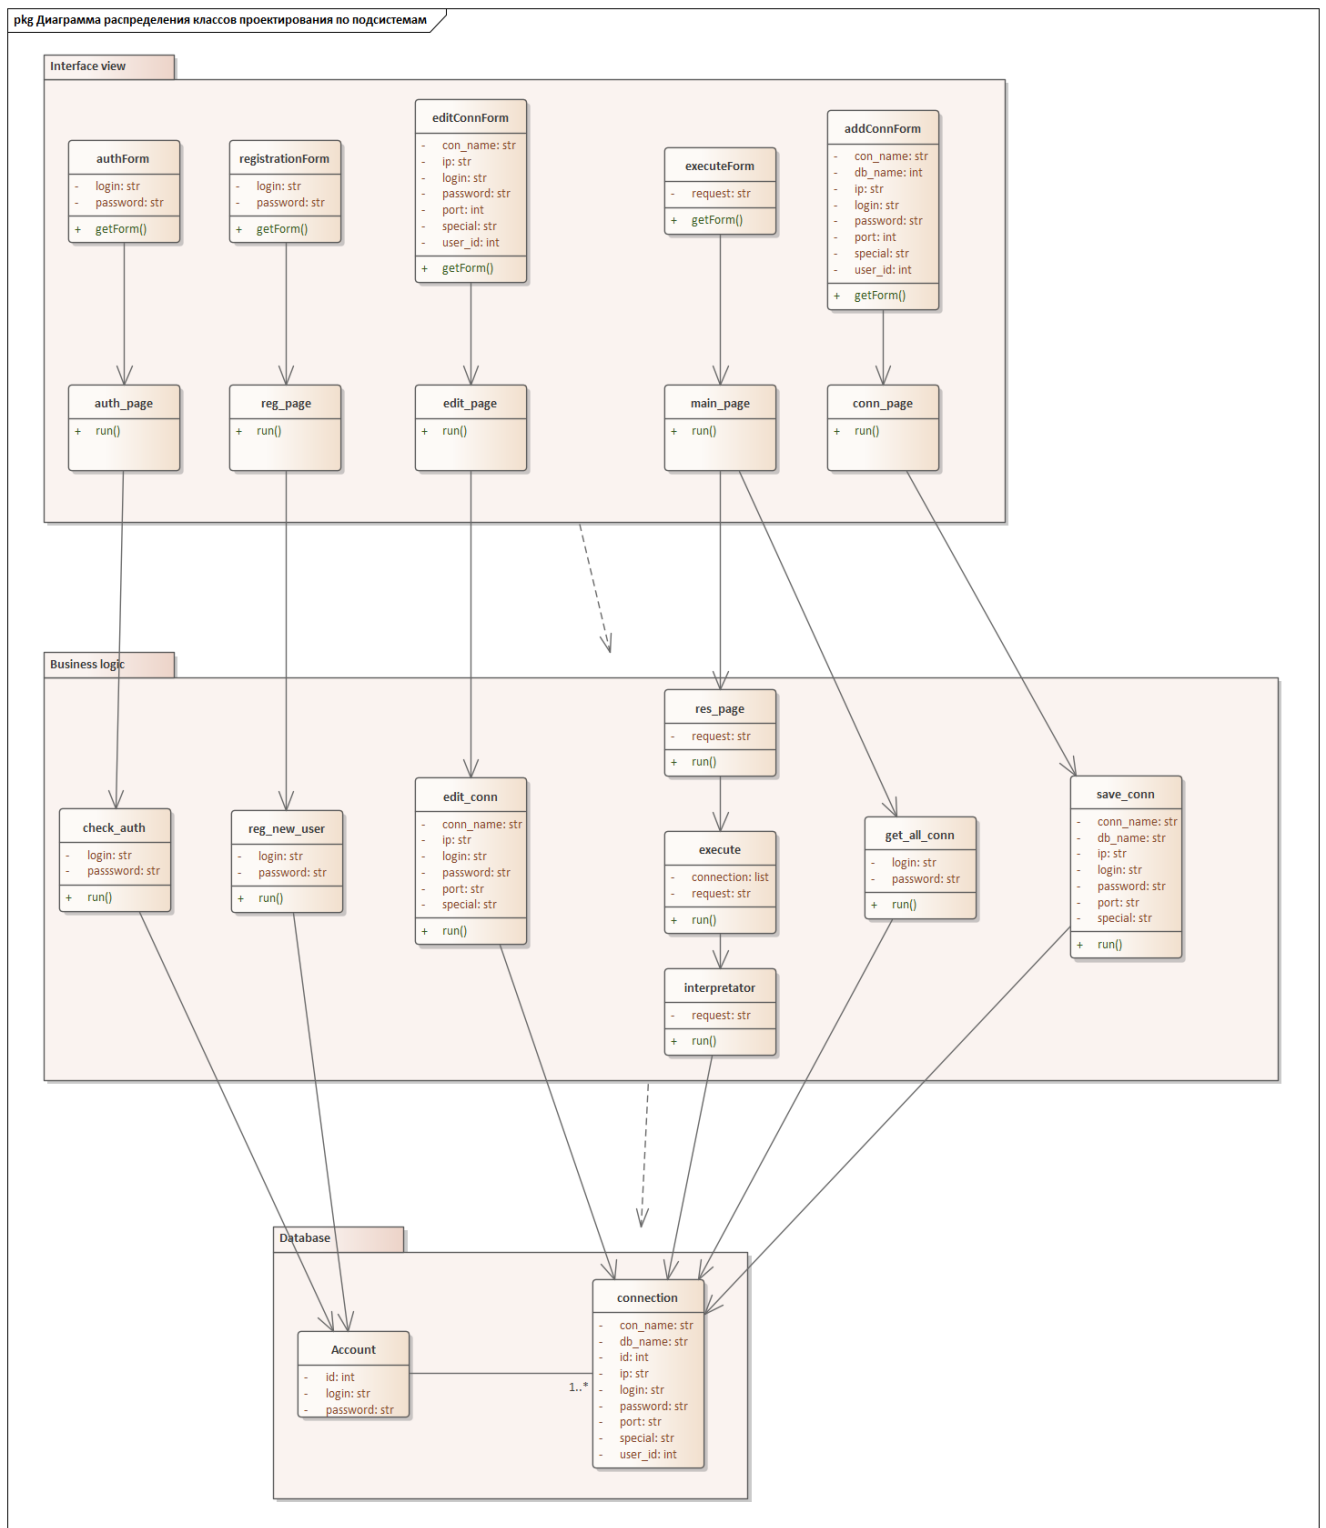 pkg Диаграмма распределения классов проектирования по подсистемам
Interface view
authForm
- login: str
- password: str
+ getForm()
registrationForm
- login: str
- password: str
+ getForm()
editConnForm
- con_name: str
- ip: str
- login: str
- password: str
- port: int
- special: str
- user_id: int
+ getForm()
executeForm
- request: str
+ getForm()
addConnForm
- con_name: str
- db_name: int
- ip: str
- login: str
- password: str
- port: int
- special: str
- user_id: int
+ getForm()
auth_page
+ run()
reg_page
+ run()
edit_page
+ run()
main_page
+ run()
conn_page
+ run()
Business logic
check_auth
- login: str
- passsword: str
+ run()
reg_new_user
- login: str
- passsword: str
+ run()
edit_conn
- conn_name: str
- ip: str
- login: str
- password: str
- port: str
- special: str
+ run()
res_page
- request: str
+ run()
execute
- connection: list
- request: str
+ run()
interpretator
- request: str
+ run()
get_all_conn
- login: str
- password: str
+ run()
save_conn
- conn_name: str
- db_name: str
- ip: str
- login: str
- password: str
- port: str
- special: str
+ run()
Database
Account
- id: int
- login: str
- password: str
1..*
connection
- con_name: str
- db_name: str
- id: int
- ip: str
- login: str
- password: str
- port: str
- special: str
- user_id: int